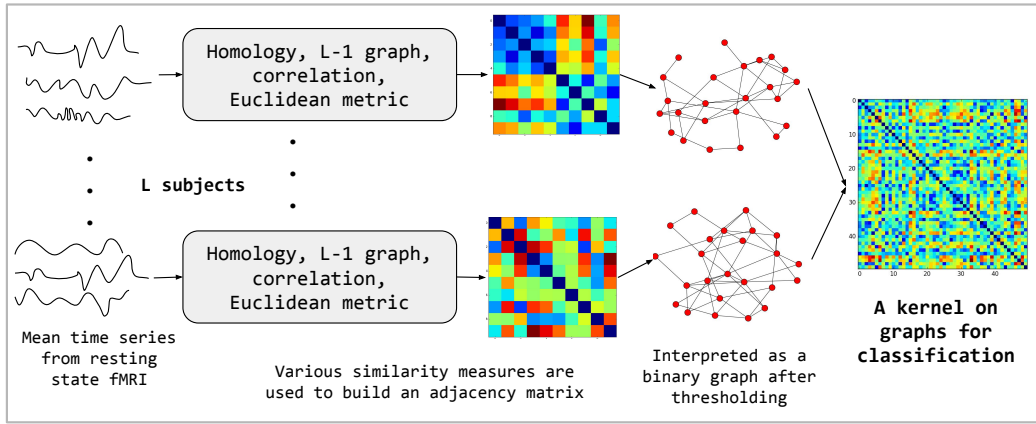 Homology, L-1 graph,
correlation,
Euclidean metric
L subjects
Homology, L-1 graph,
correlation,
Euclidean metric
Mean time series
from resting
state fMRI
Various similarity measures are
used to build an adjacency matrix
Interpreted as a
binary graph after
thresholding
0
10
20
30
40
0
10
20
30
40
A kernel on
graphs for
classification